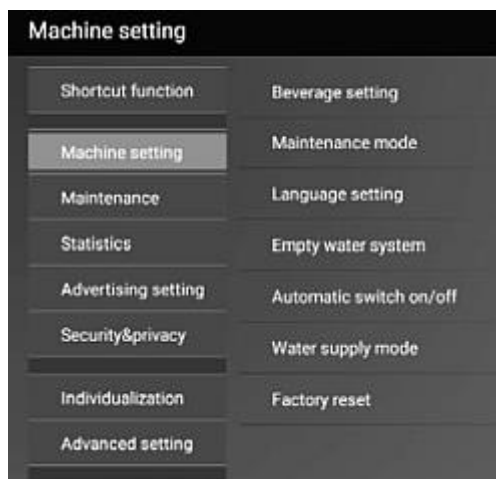 Machine setting
Shortcut function
Machine setting
Maintenance
Statistics
Advertising setting
Security&privacy
Individualization
Advanced setting
Beverage setting
Maintenance mode
Language setting
Empty water system
Automatic switch on/off
Water supply mode
Factory reset